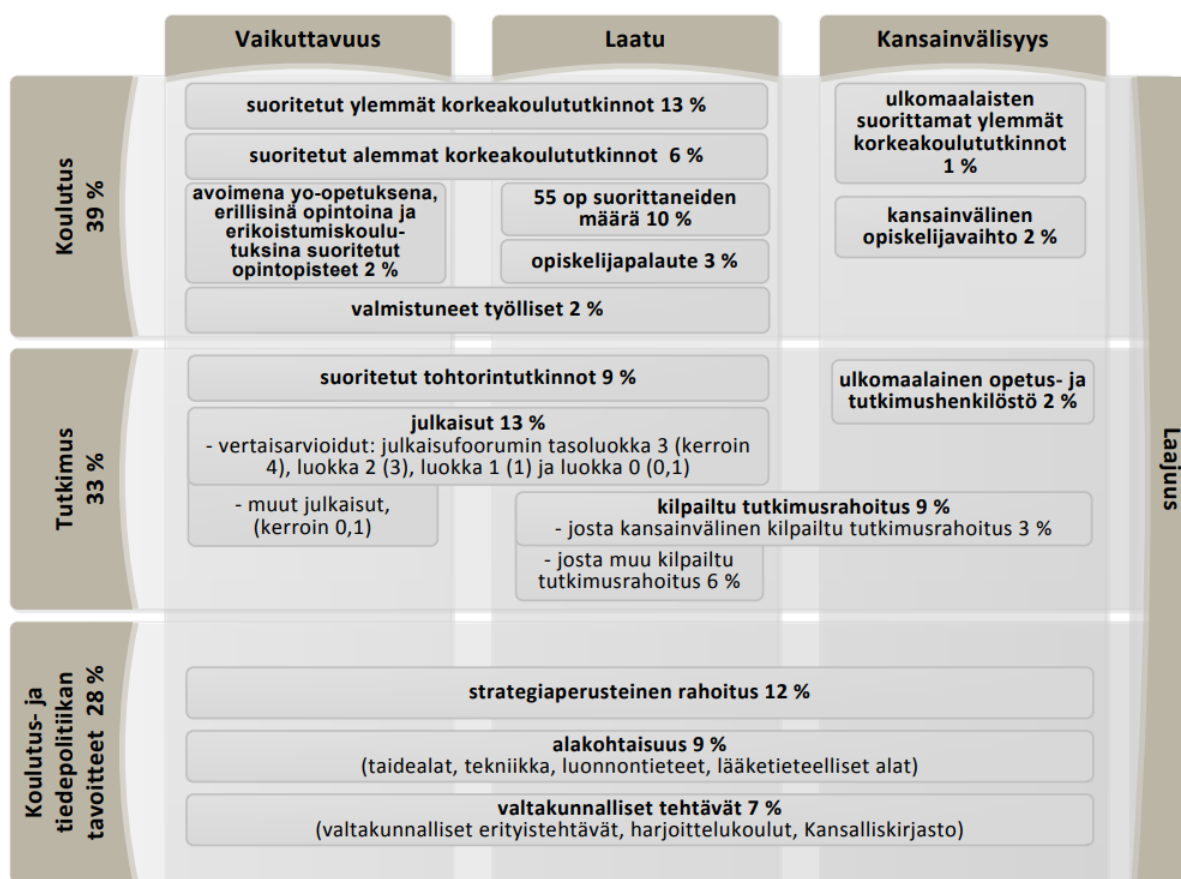 Vaikuttavuus
Laatu
Kansainvälisyys
Koulutus
39 %
suoritetut ylemmät korkeakoulututkinnot 13 %
suoritetut alemmat korkeakoulututkinnot 6 %
avoimena yo-opetuksena,
erillisinä opintoina ja
erikoistumiskoulu-
tuksina suoritetut
opintopisteet 2 %
55 op suorittaneiden
määrä 10 %
opiskelijapalaute 3 %
valmistuneet työlliset 2 %
ulkomaalaisten
suorittamat ylemmät
korkeakoulututkinnot
1 %
kansainvälinen
opiskelijavaihto 2 %
Tutkimus
33 %
suoritetut tohtorintutkinnot 9 %
julkaisut 13 %
- vertaisarvioidut: julkaisufoorumin tasoluokka 3 (kerroin
4), luokka 2 (3), luokka 1 (1) ja luokka 0 (0,1)
- muut julkaisut,
(kerroin 0,1)
ulkomaalainen opetus- ja
tutkimushenkilöstö 2 %
kilpailtu tutkimusrahoitus 9 %
- josta kansainvälinen kilpailtu tutkimusrahoitus 3 %
- josta muu kilpailtu
tutkimusrahoitus 6 %
Laajuus
Koulutus- ja
tiedepolitiikan
tavoitteet 28 %
strategiaperusteinen rahoitus 12 %
alakohtaisuus 9 %
(taidealat, tekniikka, luonnontieteet, lääketieteelliset alat)
valtakunnalliset tehtävät 7 %
(valtakunnalliset erityistehtävät, harjoittelukoulut, Kansalliskirjasto)